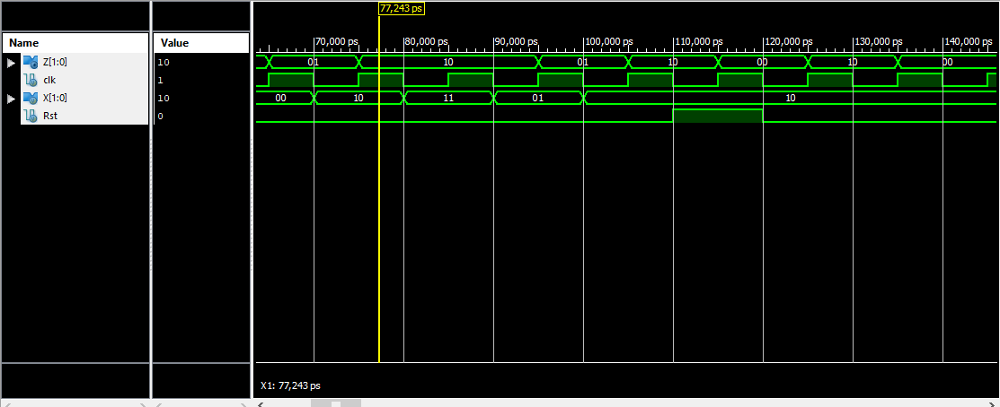 77,243 ps
Name
Value
70,000 ps
80,000 ps
90,000 ps
100,000 ps
110,000 ps
120,000 ps
130,000 ps
140,000 ps
Z[1:0]
10
01
10
01
10
00
10
00
clk
1
X[1:0]
10
00
10
11
01
10
Rst
0
X1: 77,243 ps